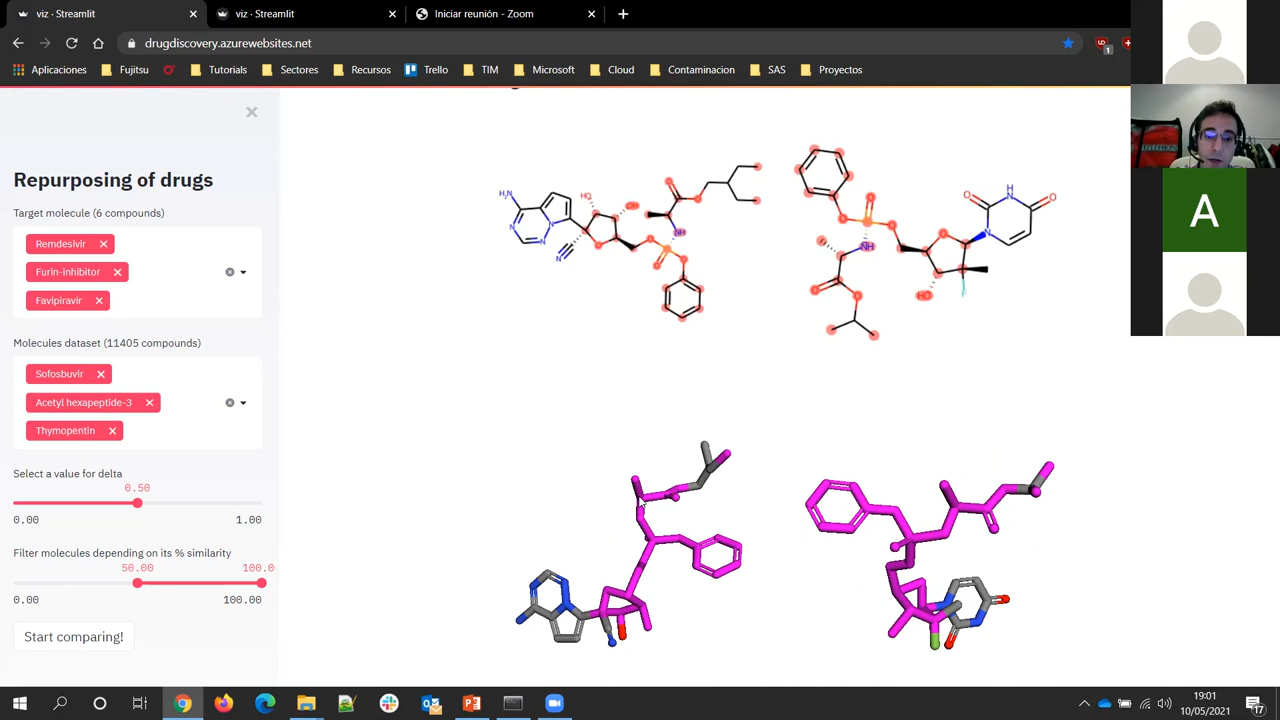 viz · Streamlit
viz · Streamlit
Iniciar reunión - Zoom
drugdiscovery.azurewebsites.net
1
Aplicaciones
Fujitsu
Tutorials
Sectores
Recursos
Trello
TIM
Microsoft
Cloud
Contaminacion
SAS
Proyectos
Repurposing of drugs
Target molecule (6 compounds)
Remdesivir
Furin-inhibitor
Favipiravir
Molecules dataset (11405 compounds)
Sofosbuvir
Acetyl hexapeptide-3
Thymopentin
Select a value for delta
0.50
0.00 1.00
Filter molecules depending on its % similarity
50.00 100.0
0.00 100.00
Start comparing!
H₂N
N
N
N
N
HO
OH
O
O
P
O
O
NH
O
O
O
P
O
O
NH
O
O
O
HO
F
N
O
H
N
O
A
19:01
10/05/2021
17